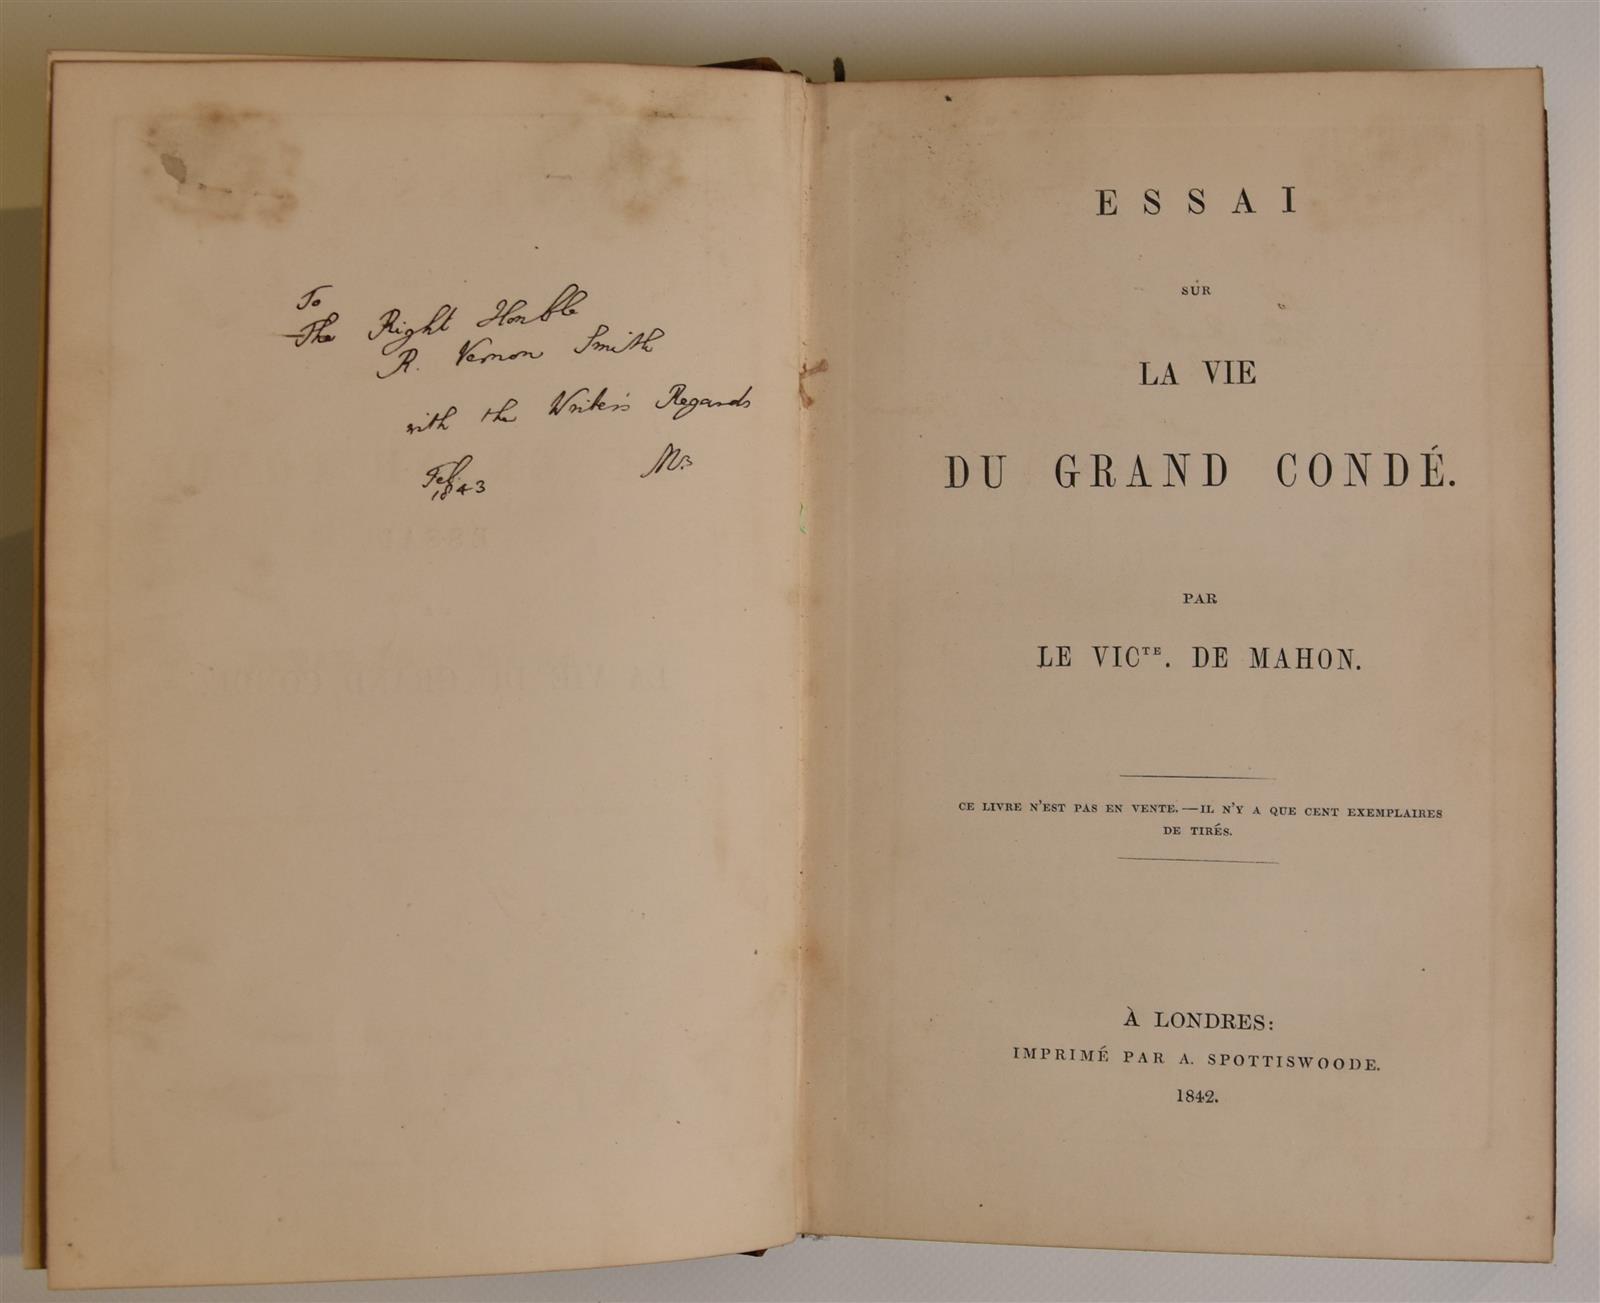 To
The Right Honble
R. Vernon Smith
with the Writer's Regards
Feb.
1843
ESSAI
SUR
LA VIE
DU GRAND CONDÉ.
PAR
LE VICTE. DE MAHON.
CE LIVRE N'EST PAS EN VENTE.—IL N'Y A QUE CENT EXEMPLAIRES
DE TIRÉS.
À LONDRES:
IMPRIMÉ PAR A. SPOTTISWOODE.
1842.